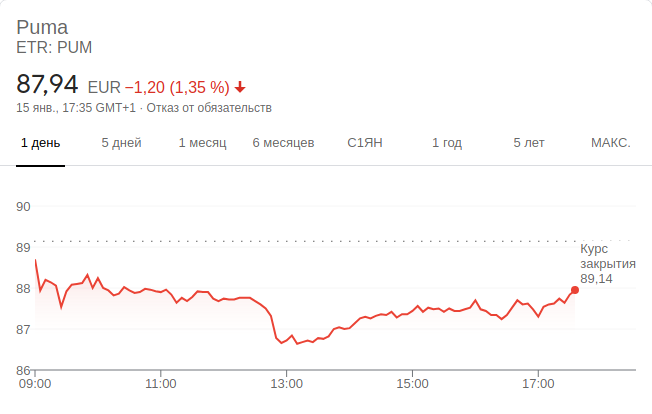 Puma
ETR: PUM
87,94 EUR −1,20 (1,35 %)
15 янв., 17:35 GMT+1 · Отказ от обязательств
1 день 5 дней 1 месяц 6 месяцев С1ЯН 1 год 5 лет МАКС.
90
89
88
87
86
Курс
закрытия
89,14
09:00 11:00 13:00 15:00 17:00